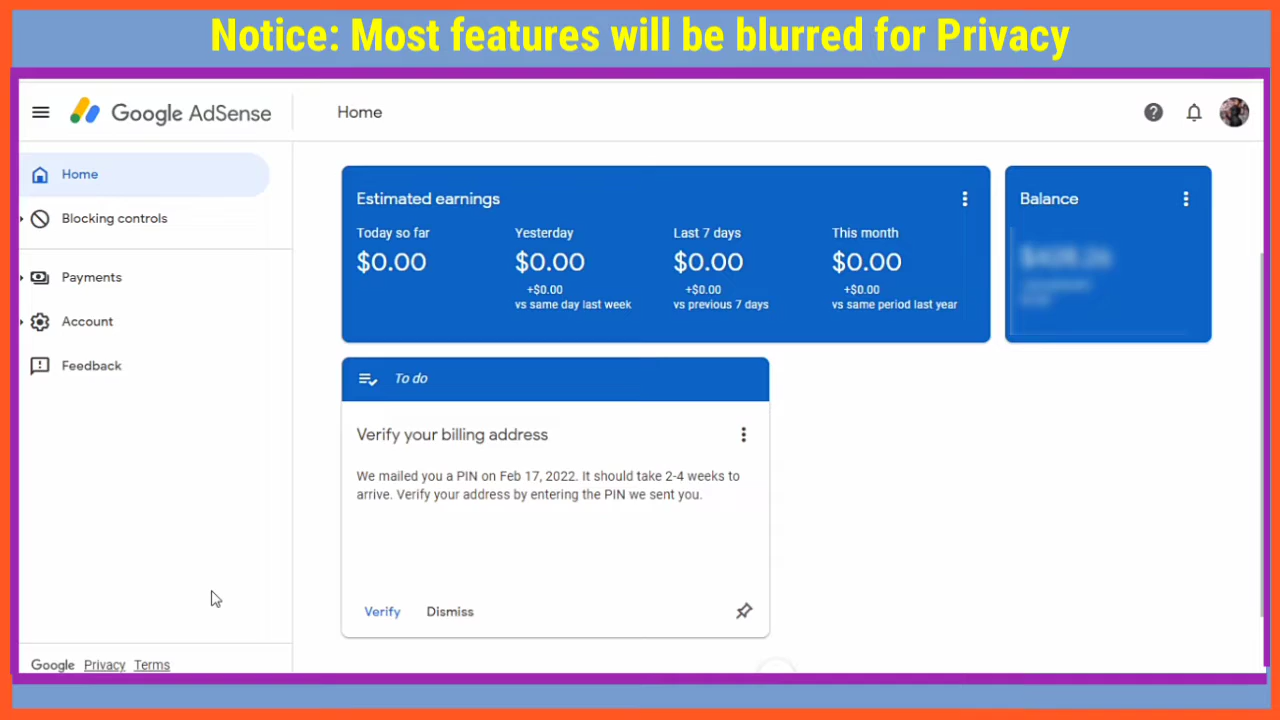 Notice: Most features will be blurred for Privacy
Google AdSense
Home
Home
Blocking controls
Payments
Account
Feedback
Google Privacy Terms
Estimated earnings
Today so far
$0.00
Yesterday
$0.00
+$0.00
vs same day last week
Last 7 days
$0.00
+$0.00
vs previous 7 days
This month
$0.00
+$0.00
vs same period last year
Balance
To do
Verify your billing address
We mailed you a PIN on Feb 17, 2022. It should take 2-4 weeks to
arrive. Verify your address by entering the PIN we sent you.
Verify Dismiss